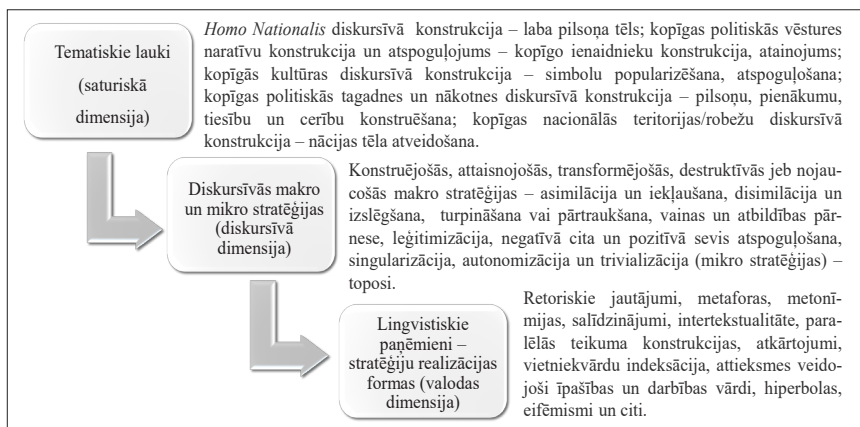 Tematiskie lauki
(saturiskā
dimensija)
Homo Nationalis diskursīvā konstrukcija – laba pilsoņa tēls; kopīgas politiskās vēstures
naratīvu konstrukcija un atspoguļojums – kopīgo ienaidnieku konstrukcija, atainojums;
kopīgās kultūras diskursīvā konstrukcija – simbolu popularizēšana, atspoguļošana;
kopīgas politiskās tagadnes un nākotnes diskursīvā konstrukcija – pilsoņu, pienākumu,
tiesību un cerību konstruēšana; kopīgas nacionālās teritorijas/robežu diskursīvā
konstrukcija – nācijas tēla atveidošana.
Diskursīvās makro
un mikro stratēģijas
(diskursīvā
dimensija)
Konstruējošās, attaisnojošās, transformējošās, destruktīvās jeb nojau-
cošās makro stratēģijas – asimilācija un iekļaušana, disimilācija un
izslēgšana, turpināšana vai pārtraukšana, vainas un atbildības pār-
nese, leģitimizācija, negatīvā cita un pozitīvā sevis atspoguļošana,
singularizācija, autonomizācija un trivializācija (mikro stratēģijas) –
toposi.
Lingvistiskie
paņēmieni –
stratēģiju realizācijas
formas (valodas
dimensija)
Retoriskie jautājumi, metaforas, metonī-
mijas, salīdzinājumi, intertekstualitāte, para-
lēlās teikuma konstrukcijas, atkārtojumi,
vietniekvārdu indeksācija, attieksmes veido-
joši īpašības un darbības vārdi, hiperbolas,
eifēmismi un citi.